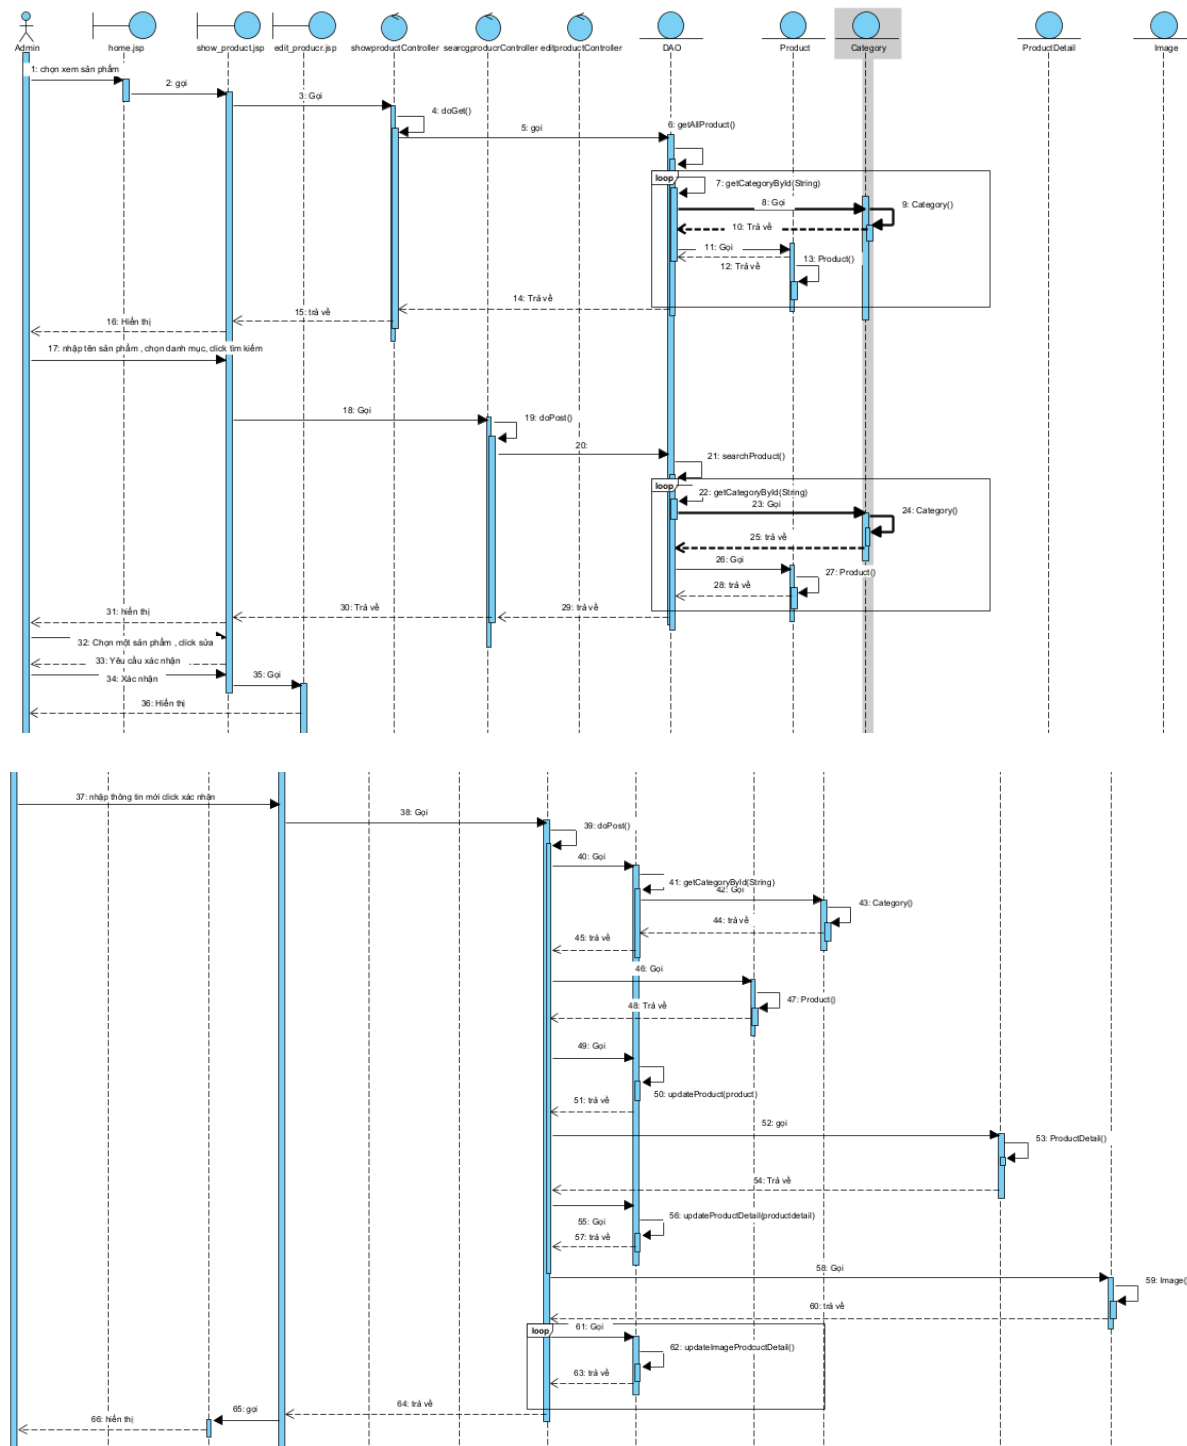 Admin
home.jsp
show_product.jsp
edit_producr.jsp
showproductController
searcgproducrController
editproductController
DAO
Product
Category
ProductDetail
Image
1: chọn xem sản phẩm
2: gọi
3: Gọi
4: doGet()
5: gọi
6: getAllProduct()
loop
7: getCategoryById(String)
8: Gọi
9: Category()
10: Trả về
11: Gọi
12: Trả về
13: Product()
14: Trả về
15: trả về
16: Hiển thị
17: nhập tên sản phẩm , chọn danh mục, click tìm kiếm
18: Gọi
19: doPost()
20:
21: searchProduct()
loop
22: getCategoryById(String)
23: Gọi
24: Category()
25: trả về
26: Gọi
27: Product()
28: trả về
29: trả về
30: Trả về
31: hiển thị
32: Chọn một sản phẩm , click sửa
33: Yêu cầu xác nhận
34: Xác nhận
35: Gọi
36: Hiển thị
37: nhập thông tin mới click xác nhận
38: Gọi
39: doPost()
40: Gọi
41: getCategoryById(String)
42: Gọi
43: Category()
44: trả về
45: trả về
46: Gọi
47: Product()
48: Trả về
49: Gọi
50: updateProduct(product)
51: trả về
52: gọi
53: ProductDetail()
54: Trả về
55: Gọi
56: updateProductDetail(productdetail)
57: trả về
58: Gọi
59: Image(
60: trả về
loop
61: Gọi
62: updateImageProdcuctDetail()
63: trả về
64: trả về
65: gọi
66: hiển thị